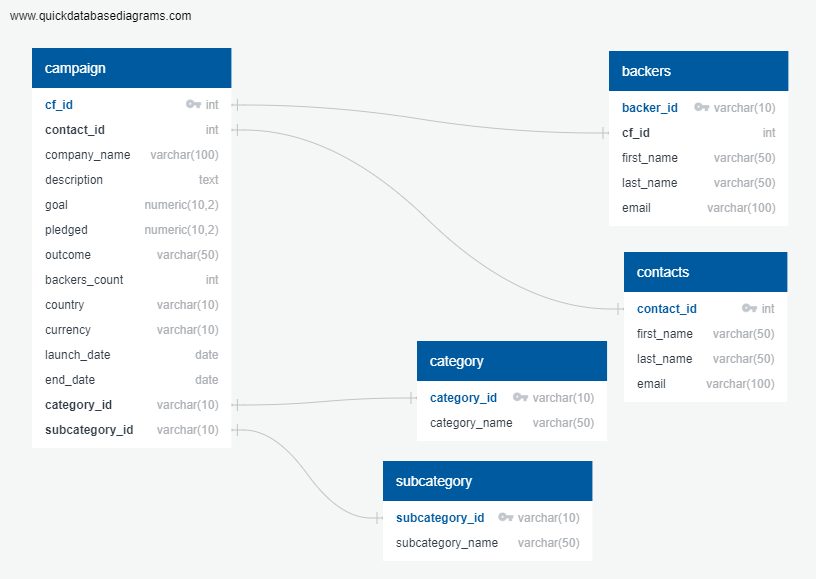 www.quickdatabasediagrams.com
campaign
cf_id int
contact_id int
company_name varchar(100)
description text
goal numeric(10,2)
pledged numeric(10,2)
outcome varchar(50)
backers_count int
country varchar(10)
currency varchar(10)
launch_date date
end_date date
category_id varchar(10)
subcategory_id varchar(10)
backers
backer_id varchar(10)
cf_id int
first_name varchar(50)
last_name varchar(50)
email varchar(100)
contacts
contact_id int
first_name varchar(50)
last_name varchar(50)
email varchar(100)
category
category_id varchar(10)
category_name varchar(50)
subcategory
subcategory_id varchar(10)
subcategory_name varchar(50)